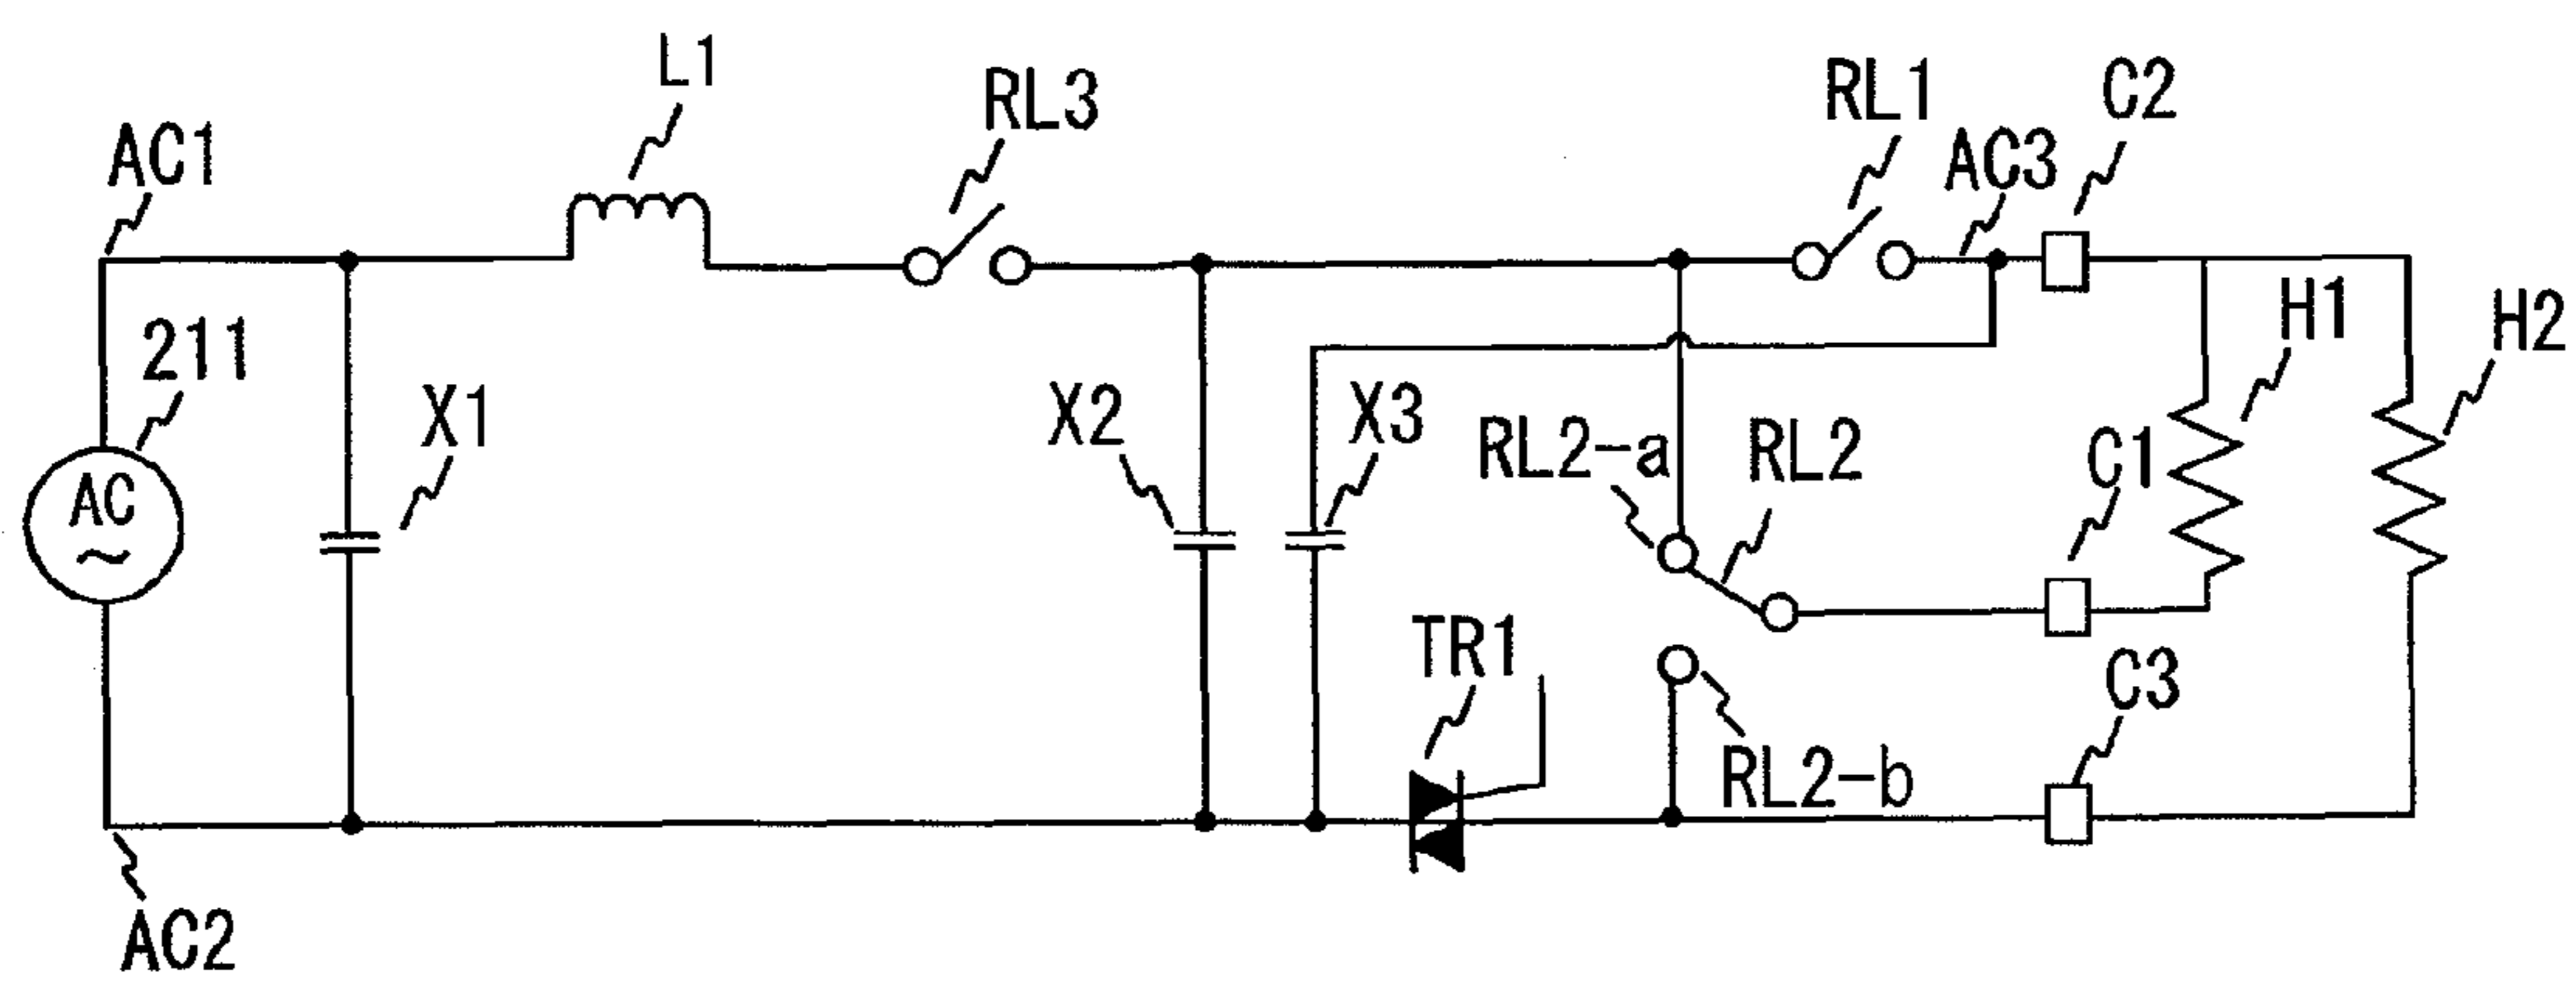 L1
RL3
RL1
C2
AC1
AC3
211
X1
H1
H2
X2
X3
RL2-a
RL2
C1
AC
~
TR1
C3
RL2-b
AC2